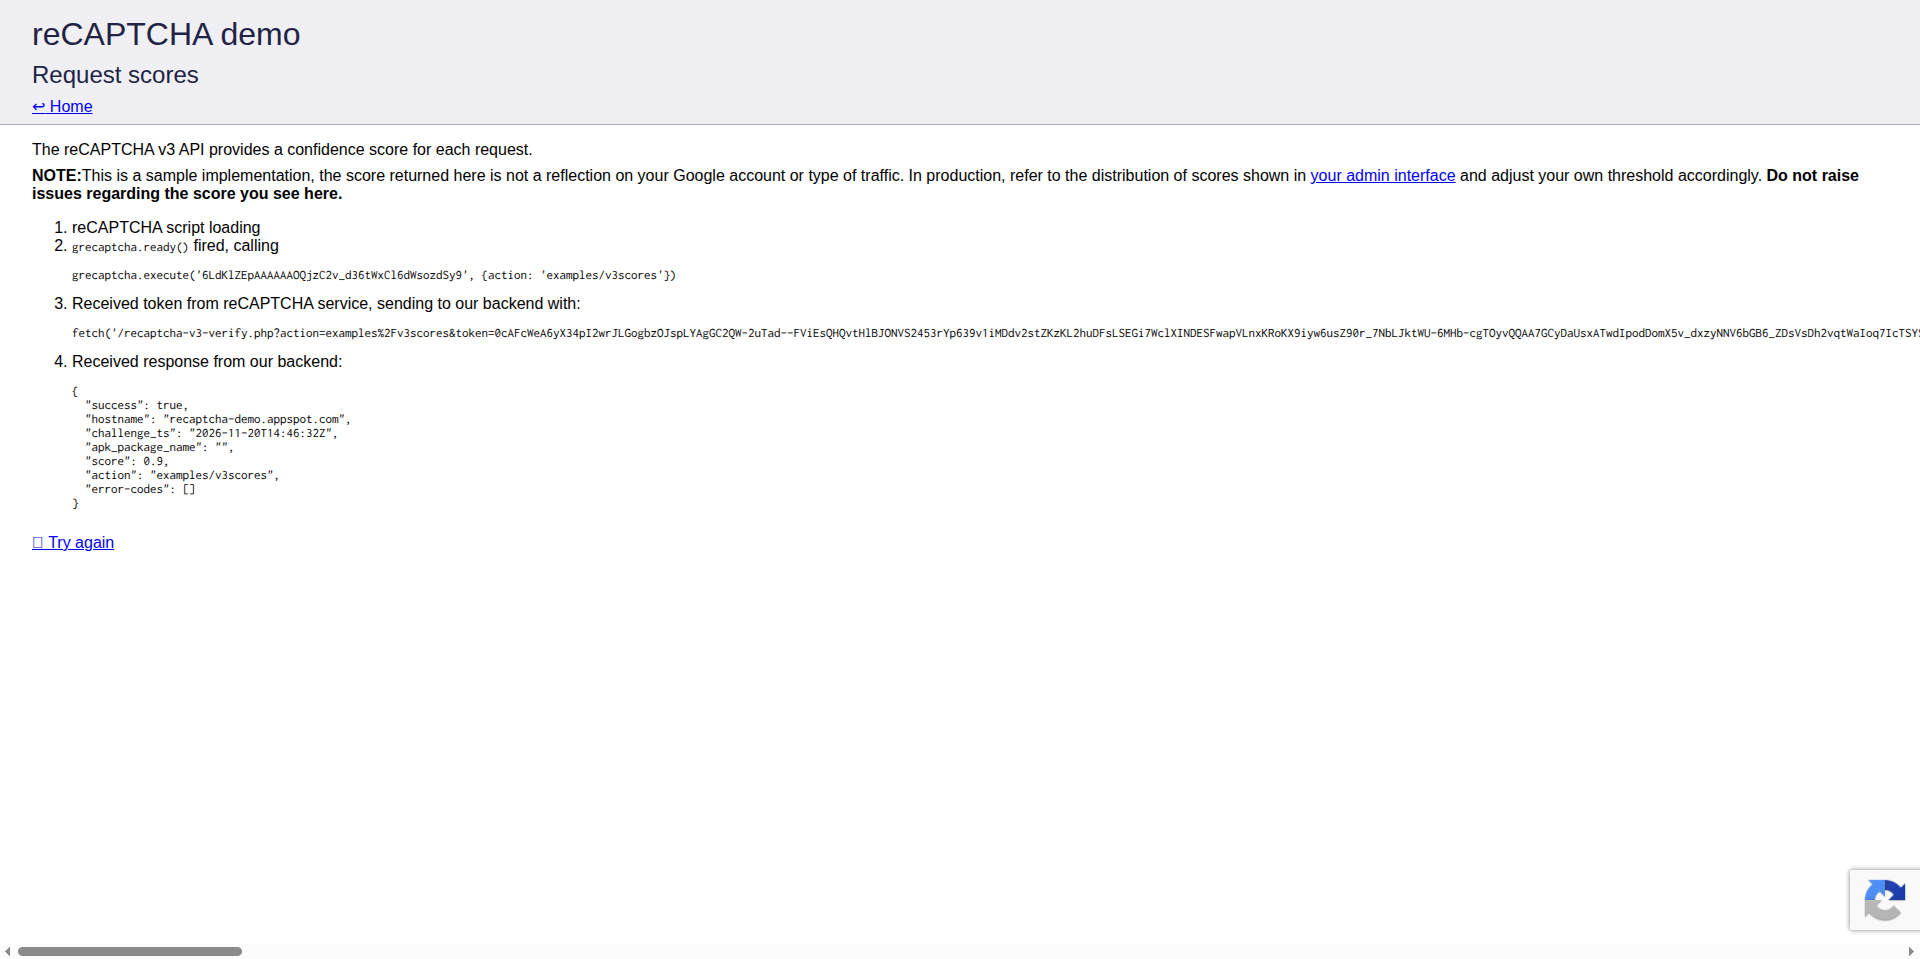 reCAPTCHA demo
Request scores
↩ Home
The reCAPTCHA v3 API provides a confidence score for each request.
NOTE:This is a sample implementation, the score returned here is not a reflection on your Google account or type of traffic. In production, refer to the distribution of scores shown in your admin interface and adjust your own threshold accordingly. Do not raise
issues regarding the score you see here.
1. reCAPTCHA script loading
2. grecaptcha.ready() fired, calling
grecaptcha.execute('6LdKlZEpAAAAAAOQjzC2v_d36tWxCl6dWsozdSy9', {action: 'examples/v3scores'})
3. Received token from reCAPTCHA service, sending to our backend with:
fetch('/recaptcha-v3-verify.php?action=examples%2Fv3scores&token=0cAFcWeA6yX34pI2wrJLGogbzOJspLYAgGC2QW-2uTad--FViEsQHQvtHlBJONVS2453rYp639v1iMDdv2stZKzKL2huDFsLSEGi7WclXINDESFwapVLnxKRoKX9iyw6usZ90r_7NbLJktWU-6MHb-cgTOyvQQAA7GCyDaUsxATwdIpodDomX5v_dxzyNNV6bGB6_ZDsVsDh2vqtWaIoq7IcTSY
4. Received response from our backend:
{
"success": true,
"hostname": "recaptcha-demo.appspot.com",
"challenge_ts": "2026-11-20T14:46:32Z",
"apk_package_name": "",
"score": 0.9,
"action": "examples/v3scores",
"error-codes": []
}
Try again